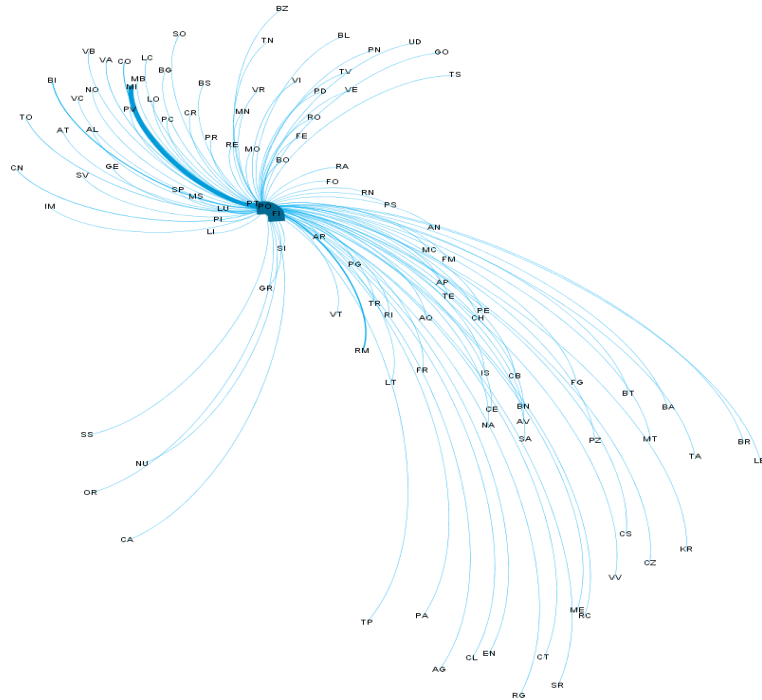 BZ
SO
BL
TN
UD
PN
VB
GO
LC
VA
CO
BG
TV
TS
MB
BI
VI
BS
MI
NO
VR
PD
VE
VC
LO
PV
MN
CR
TO
PC
RO
AT
AL
FE
PR
RE
MO
BO
GE
CN
RA
SV
FO
SP
RN
MS
PT
PS
IM
LU
PO
FI
PI
AN
LI
AR
SI
MC
FM
PG
AP
GR
TE
TR
PE
VT
RI
AQ
CH
RM
FR
IS
CB
LT
FG
BT
CE
BN
BA
NA
AV
SS
SA
PZ
MT
BR
TA
LE
NU
OR
CS
CA
KR
CZ
VV
ME
PA
RC
TP
EN
CL
CT
AG
SR
RG